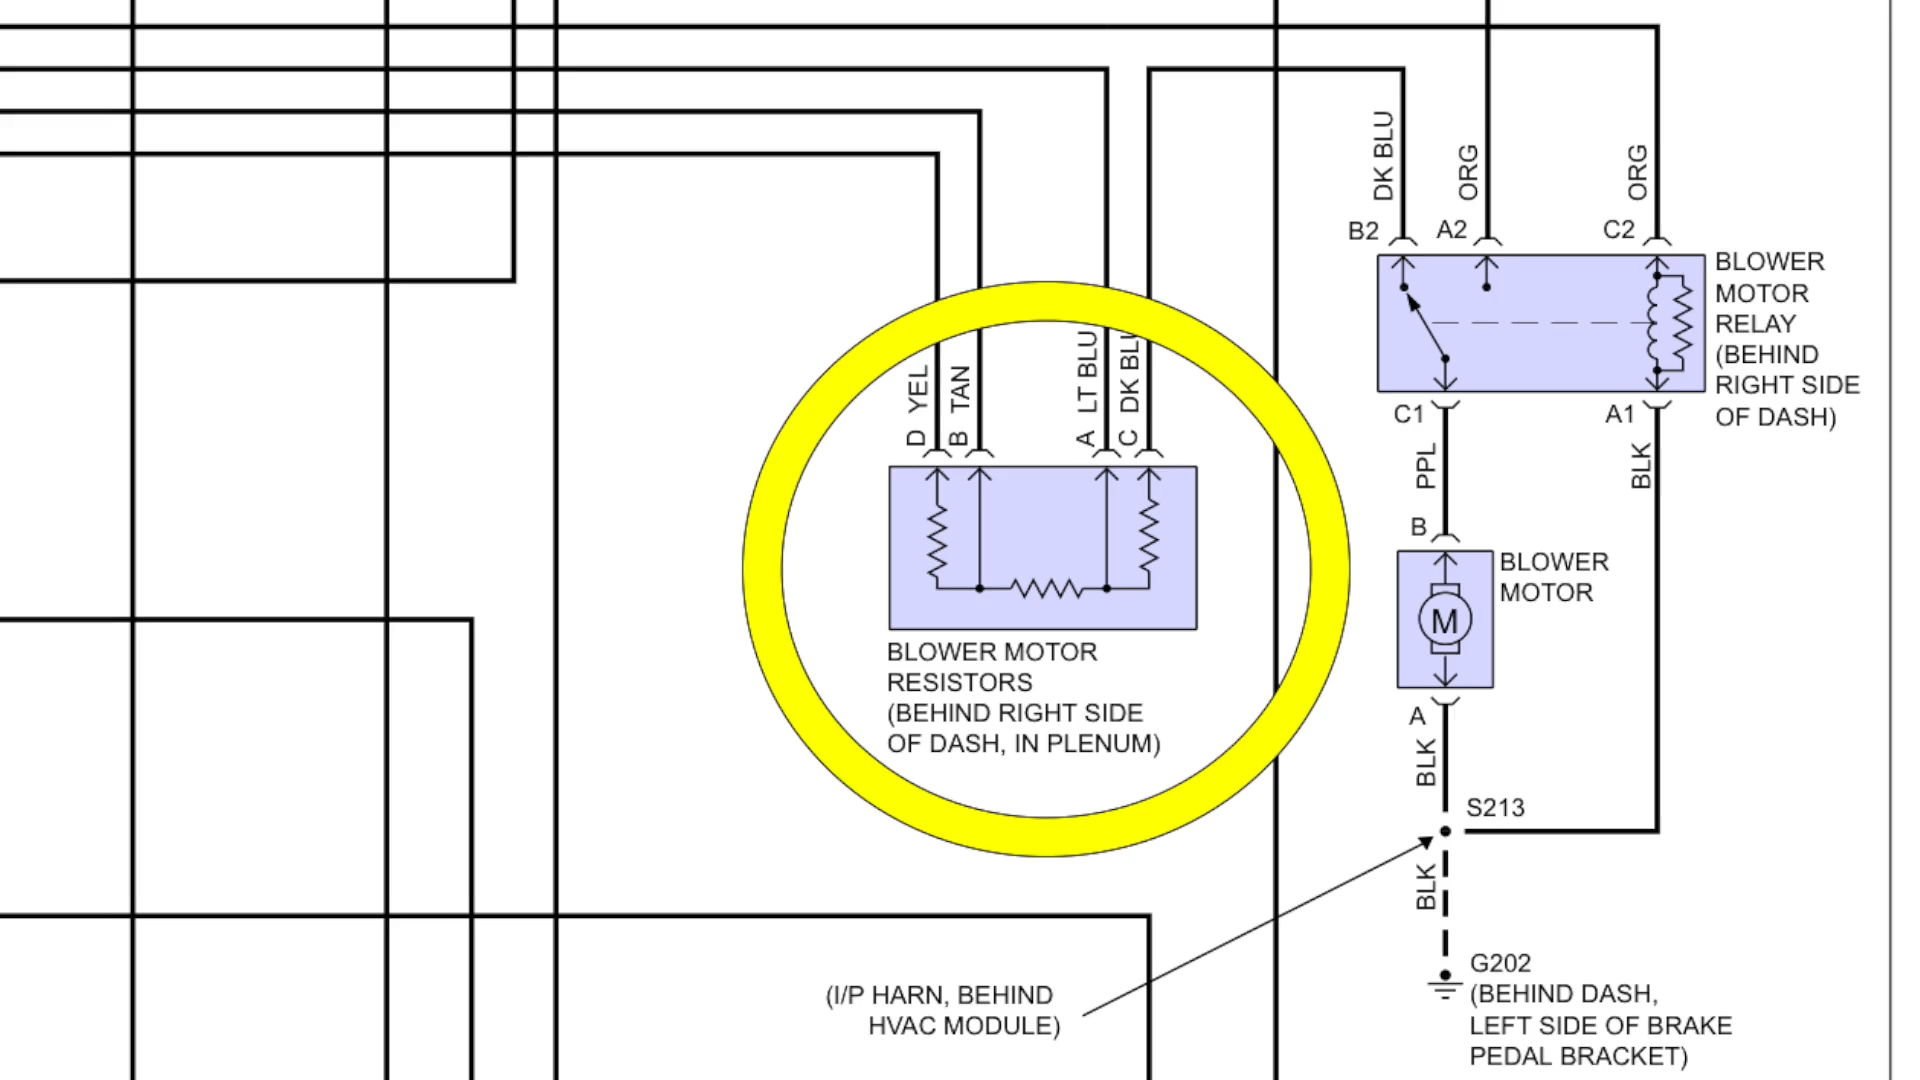 DK BLU
ORG
ORG
B2
A2
C2
BLOWER
MOTOR
RELAY
(BEHIND
RIGHT SIDE
OF DASH)
D YEL
B TAN
A LT BLU
C DK BLU
C1
A1
PPL
BLK
B
BLOWER
MOTOR
M
BLOWER MOTOR
RESISTORS
(BEHIND RIGHT SIDE
OF DASH, IN PLENUM)
A
BLK
S213
BLK
G202
(BEHIND DASH,
LEFT SIDE OF BRAKE
PEDAL BRACKET)
(I/P HARN, BEHIND
HVAC MODULE)